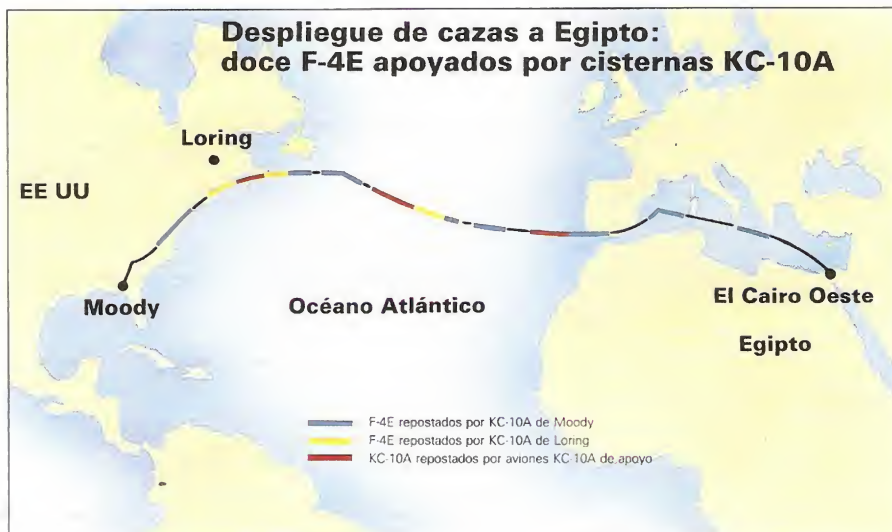 Despliegue de cazas a Egipto:
doce F-4E apoyados por cisternas KC-10A
Loring
EE UU
Moody
Océano Atlántico
El Cairo Oeste
Egipto
F-4E repostados por KC-10A de Moody
F-4E repostados por KC-10A de Loring
KC-10A repostados por aviones KC-10A de apoyo